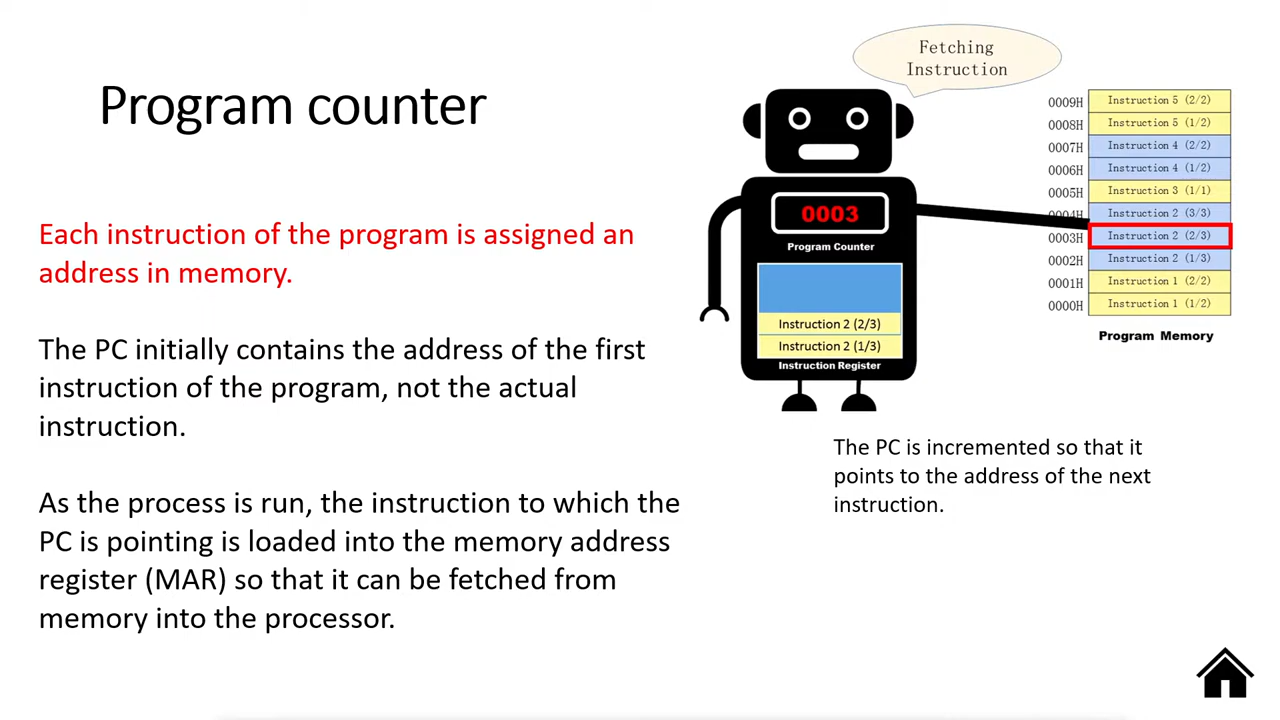 Program counter
Each instruction of the program is assigned an
address in memory.
The PC initially contains the address of the first
instruction of the program, not the actual
instruction.
As the process is run, the instruction to which the
PC is pointing is loaded into the memory address
register (MAR) so that it can be fetched from
memory into the processor.
Fetching
Instruction
0003
Program Counter
Instruction 2 (2/3)
Instruction 2 (1/3)
Instruction Register
0009H Instruction 5 (2/2)
0008H Instruction 5 (1/2)
0007H Instruction 4 (2/2)
0006H Instruction 4 (1/2)
0005H Instruction 3 (1/1)
0004H Instruction 2 (3/3)
0003H Instruction 2 (2/3)
0002H Instruction 2 (1/3)
0001H Instruction 1 (2/2)
0000H Instruction 1 (1/2)
Program Memory
The PC is incremented so that it
points to the address of the next
instruction.